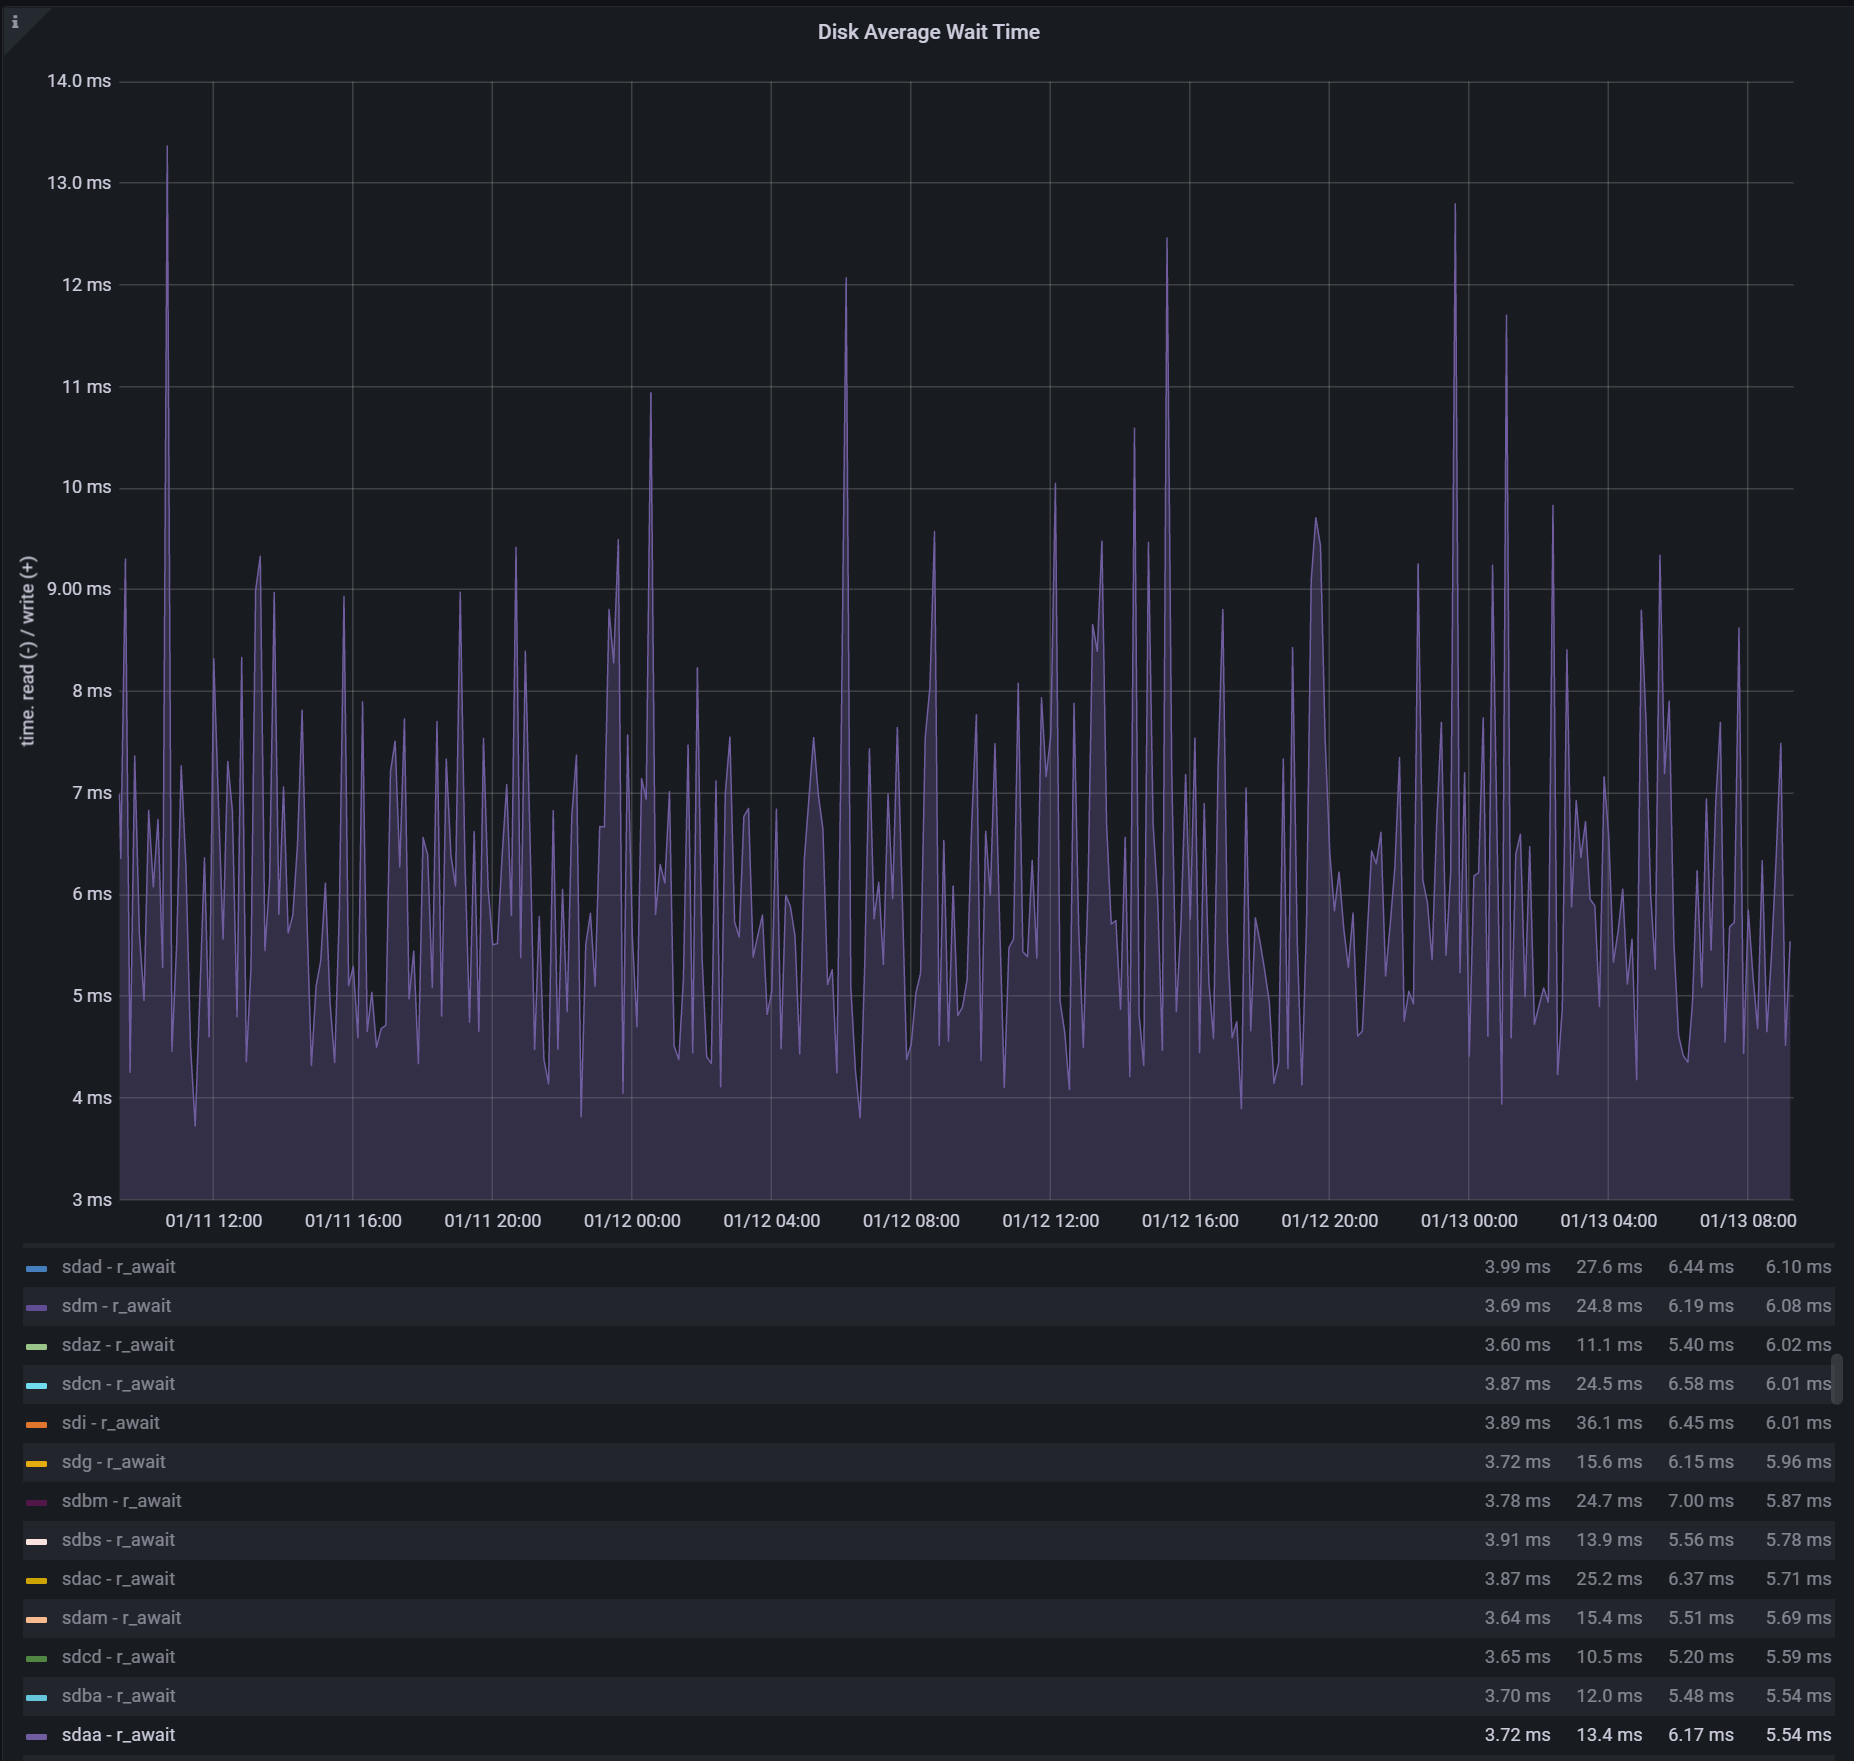 i
Disk Average Wait Time
time. read (-) / write (+)
14.0 ms
13.0 ms
12 ms
11 ms
10 ms
9.00 ms
8 ms
7 ms
6 ms
5 ms
4 ms
3 ms
01/11 12:00 01/11 16:00 01/11 20:00 01/12 00:00 01/12 04:00 01/12 08:00 01/12 12:00 01/12 16:00 01/12 20:00 01/13 00:00 01/13 04:00 01/13 08:00
sdad - r_await 3.99 ms 27.6 ms 6.44 ms 6.10 ms
sdm - r_await 3.69 ms 24.8 ms 6.19 ms 6.08 ms
sdaz - r_await 3.60 ms 11.1 ms 5.40 ms 6.02 ms
sdcn - r_await 3.87 ms 24.5 ms 6.58 ms 6.01 ms
sdi - r_await 3.89 ms 36.1 ms 6.45 ms 6.01 ms
sdg - r_await 3.72 ms 15.6 ms 6.15 ms 5.96 ms
sdbm - r_await 3.78 ms 24.7 ms 7.00 ms 5.87 ms
sdbs - r_await 3.91 ms 13.9 ms 5.56 ms 5.78 ms
sdac - r_await 3.87 ms 25.2 ms 6.37 ms 5.71 ms
sdam - r_await 3.64 ms 15.4 ms 5.51 ms 5.69 ms
sdcd - r_await 3.65 ms 10.5 ms 5.20 ms 5.59 ms
sdba - r_await 3.70 ms 12.0 ms 5.48 ms 5.54 ms
sdaa - r_await 3.72 ms 13.4 ms 6.17 ms 5.54 ms